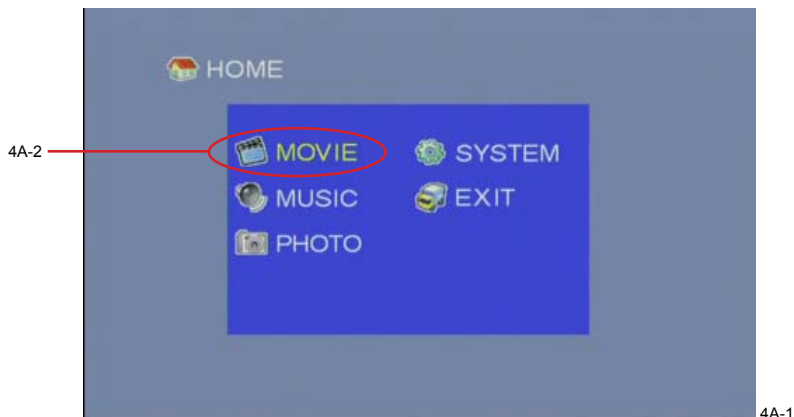 HOME
4A-2
MOVIE
SYSTEM
MUSIC
EXIT
PHOTO
4A-1